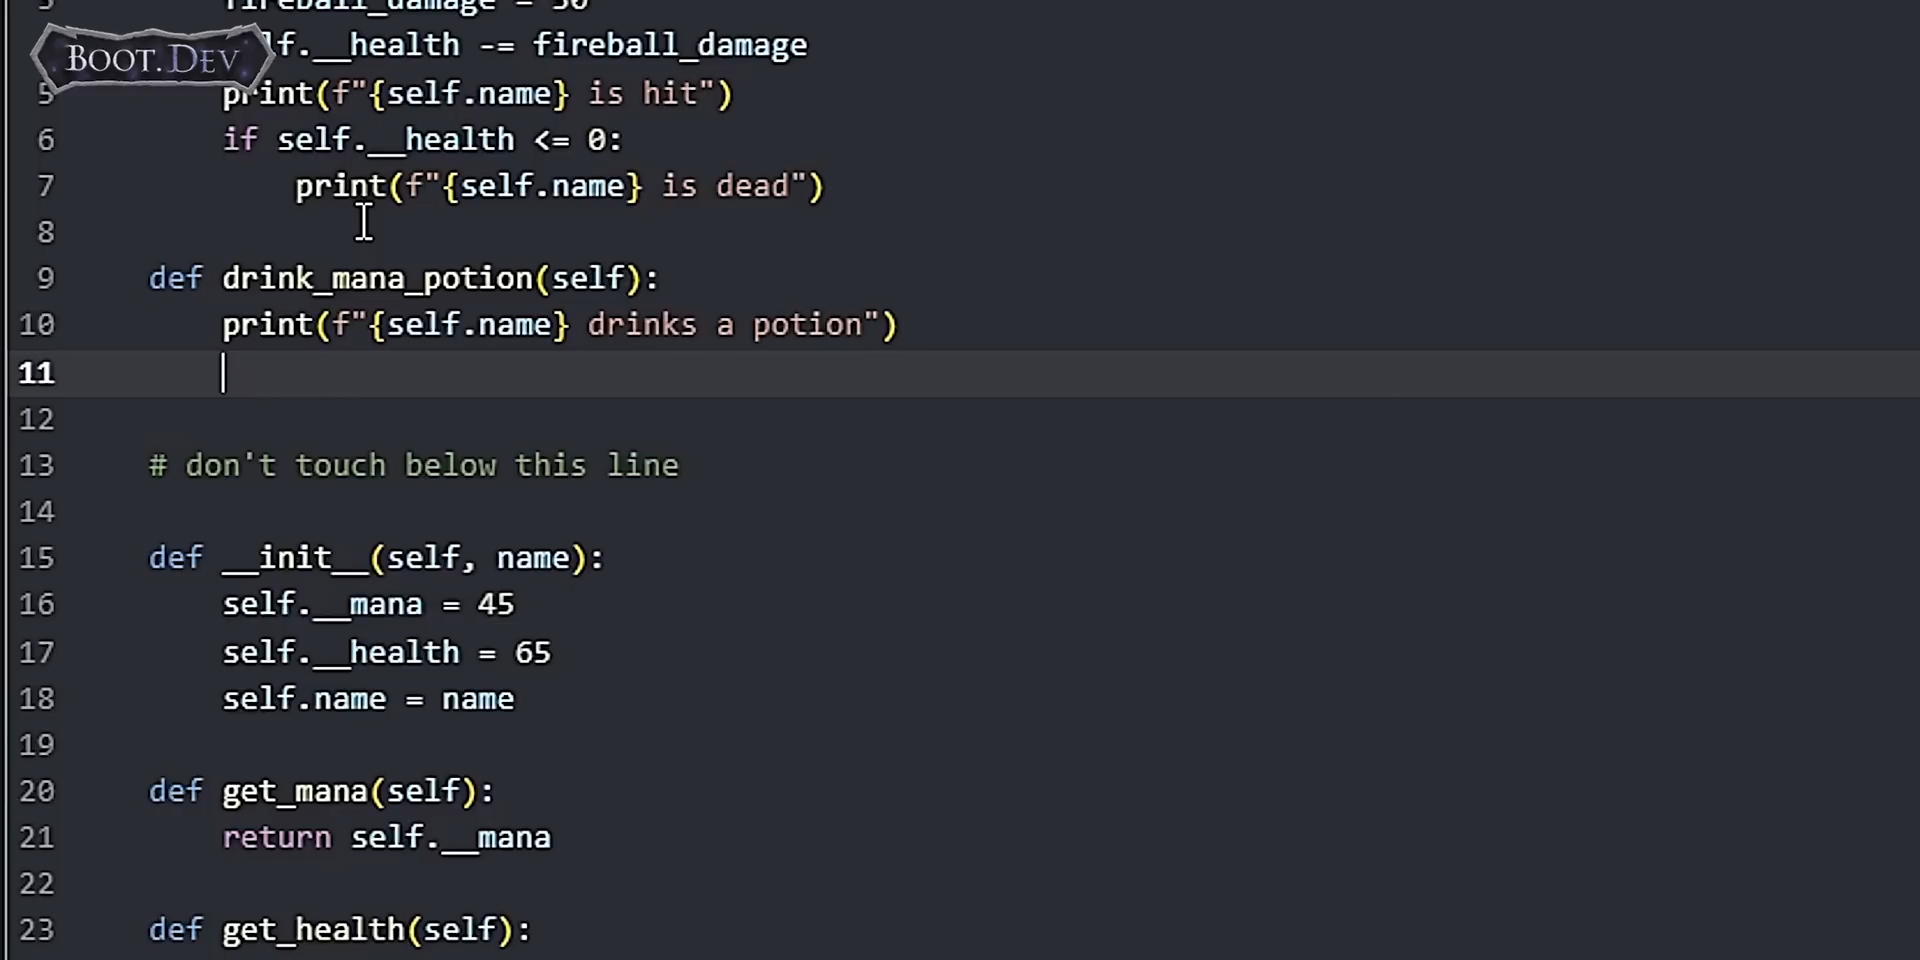 BOOT.DEV
lf.__health -= fireball_damage
5 print(f"{self.name} is hit")
6 if self.__health <= 0:
7 print(f"{self.name} is dead")
8
9 def drink_mana_potion(self):
10 print(f"{self.name} drinks a potion")
11
12
13 # don't touch below this line
14
15 def __init__(self, name):
16 self.__mana = 45
17 self.__health = 65
18 self.name = name
19
20 def get_mana(self):
21 return self.__mana
22
23 def get_health(self):